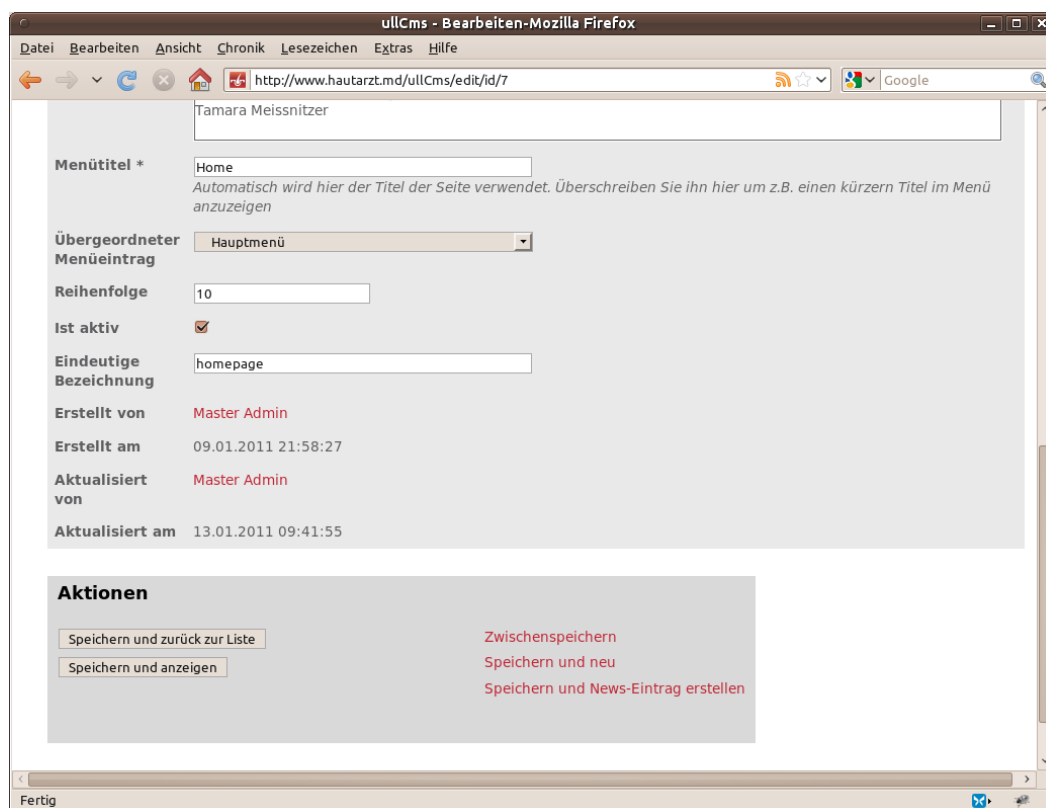 ullCms - Bearbeiten-Mozilla Firefox
Datei Bearbeiten Ansicht Chronik Lesezeichen Extras Hilfe
http://www.hautarzt.md/ullCms/edit/id/7 Google
Tamara Meissnitzer
Menütitel * Home
Automatisch wird hier der Titel der Seite verwendet. Überschreiben Sie ihn hier um z.B. einen kürzern Titel im Menü
anzuzeigen
Übergeordneter Hauptmenü
Menüeintrag
Reihenfolge 10
Ist aktiv
Eindeutige homepage
Bezeichnung
Erstellt von Master Admin
Erstellt am 09.01.2011 21:58:27
Aktualisiert Master Admin
von
Aktualisiert am 13.01.2011 09:41:55
Aktionen
Speichern und zurück zur Liste Zwischenspeichern
Speichern und anzeigen Speichern und neu
Speichern und News-Eintrag erstellen
Fertig